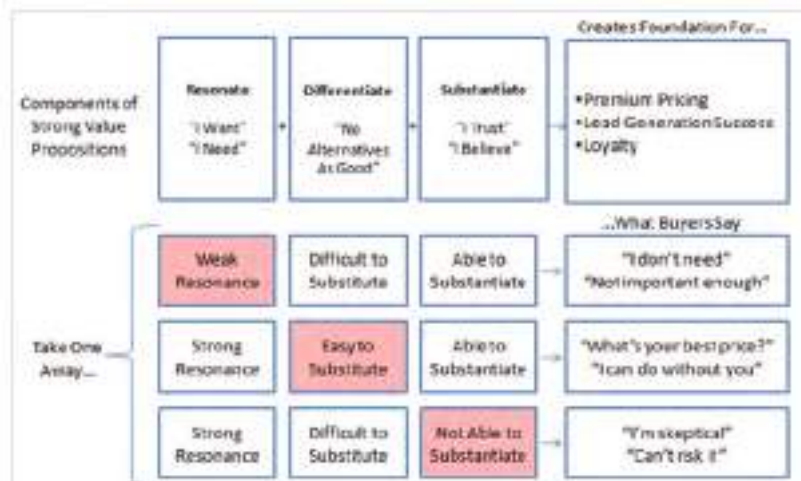 Creates Foundation For...
Components of
Strong Value
Propositions
Resonate
"I Want"
"I Need"
+
Differentiate
"No
Alternatives
As Good"
+
Substantiate
"I Trust"
"I Believe"
•Premium Pricing
•Lead Generation Success
•Loyalty
...What Buyers Say
Take One
Away...
Weak
Resonance
Difficult to
Substitute
Able to
Substantiate
"I don't need"
"Not important enough"
Strong
Resonance
Easy to
Substitute
Able to
Substantiate
"What's your best price?"
"I can do without you"
Strong
Resonance
Difficult to
Substitute
Not Able to
Substantiate
"I'm skeptical"
"Can't risk it"